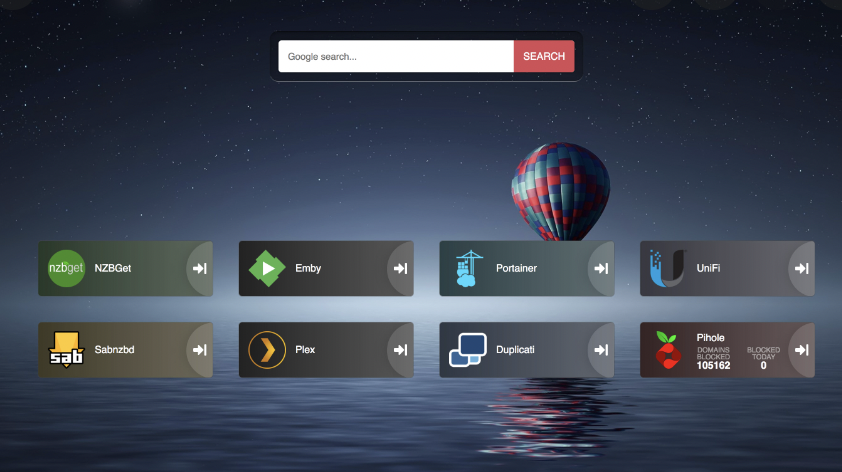 Google search...
SEARCH
nzbget
NZBGet
Emby
Portainer
UniFi
sab
Sabnzbd
Plex
Duplicati
Pihole
DOMAINS BLOCKED
105162
BLOCKED TODAY
0